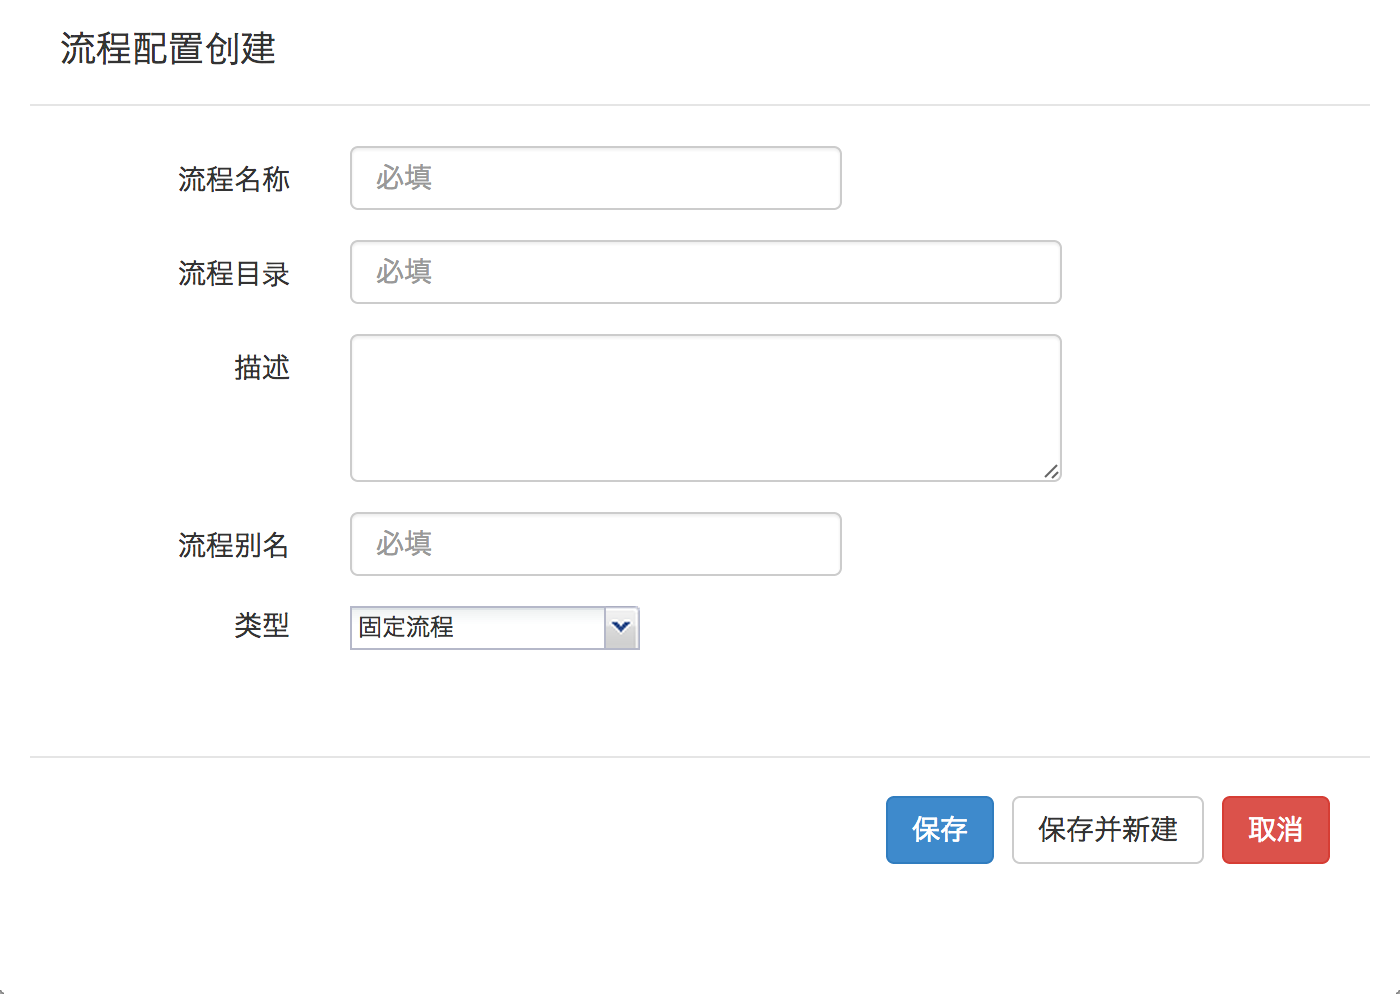 流程配置创建
流程名称 必填
流程目录 必填
描述
流程别名 必填
类型 固定流程
保存 保存并新建 取消